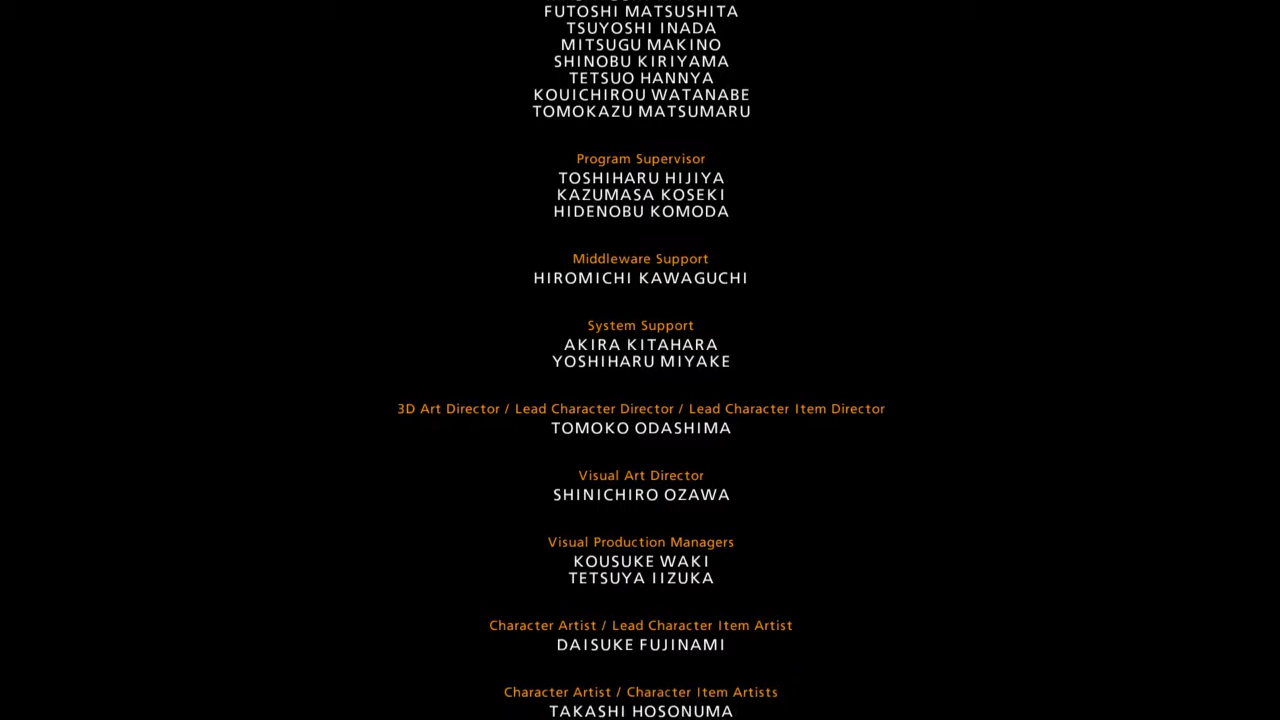 FUTOSHI MATSUSHITA
TSUYOSHI INADA
MITSUGU MAKINO
SHINOBU KIRIYAMA
TETSUO HANNYA
KOUICHIROU WATANABE
TOMOKAZU MATSUMARU
Program Supervisor
TOSHIHARU HIJIYA
KAZUMASA KOSEKI
HIDENOBU KOMODA
Middleware Support
HIROMICHI KAWAGUCHI
System Support
AKIRA KITAHARA
YOSHIHARU MIYAKE
3D Art Director / Lead Character Director / Lead Character Item Director
TOMOKO ODASHIMA
Visual Art Director
SHINICHIRO OZAWA
Visual Production Managers
KOUSUKE WAKI
TETSUYA IIZUKA
Character Artist / Lead Character Item Artist
DAISUKE FUJINAMI
Character Artist / Character Item Artists
TAKASHI HOSONUMA